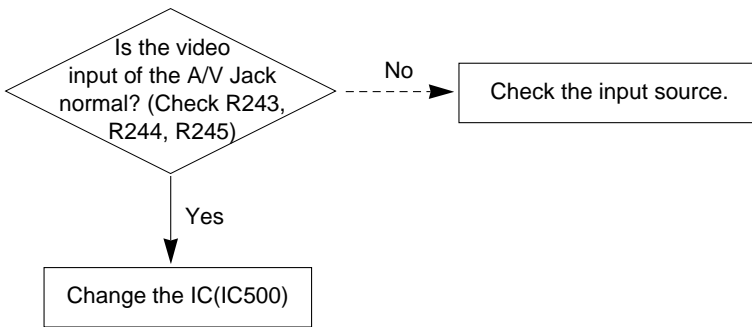 Is the video
input of the A/V Jack
normal? (Check R243,
R244, R245)
No
Check the input source.
Yes
Change the IC(IC500)